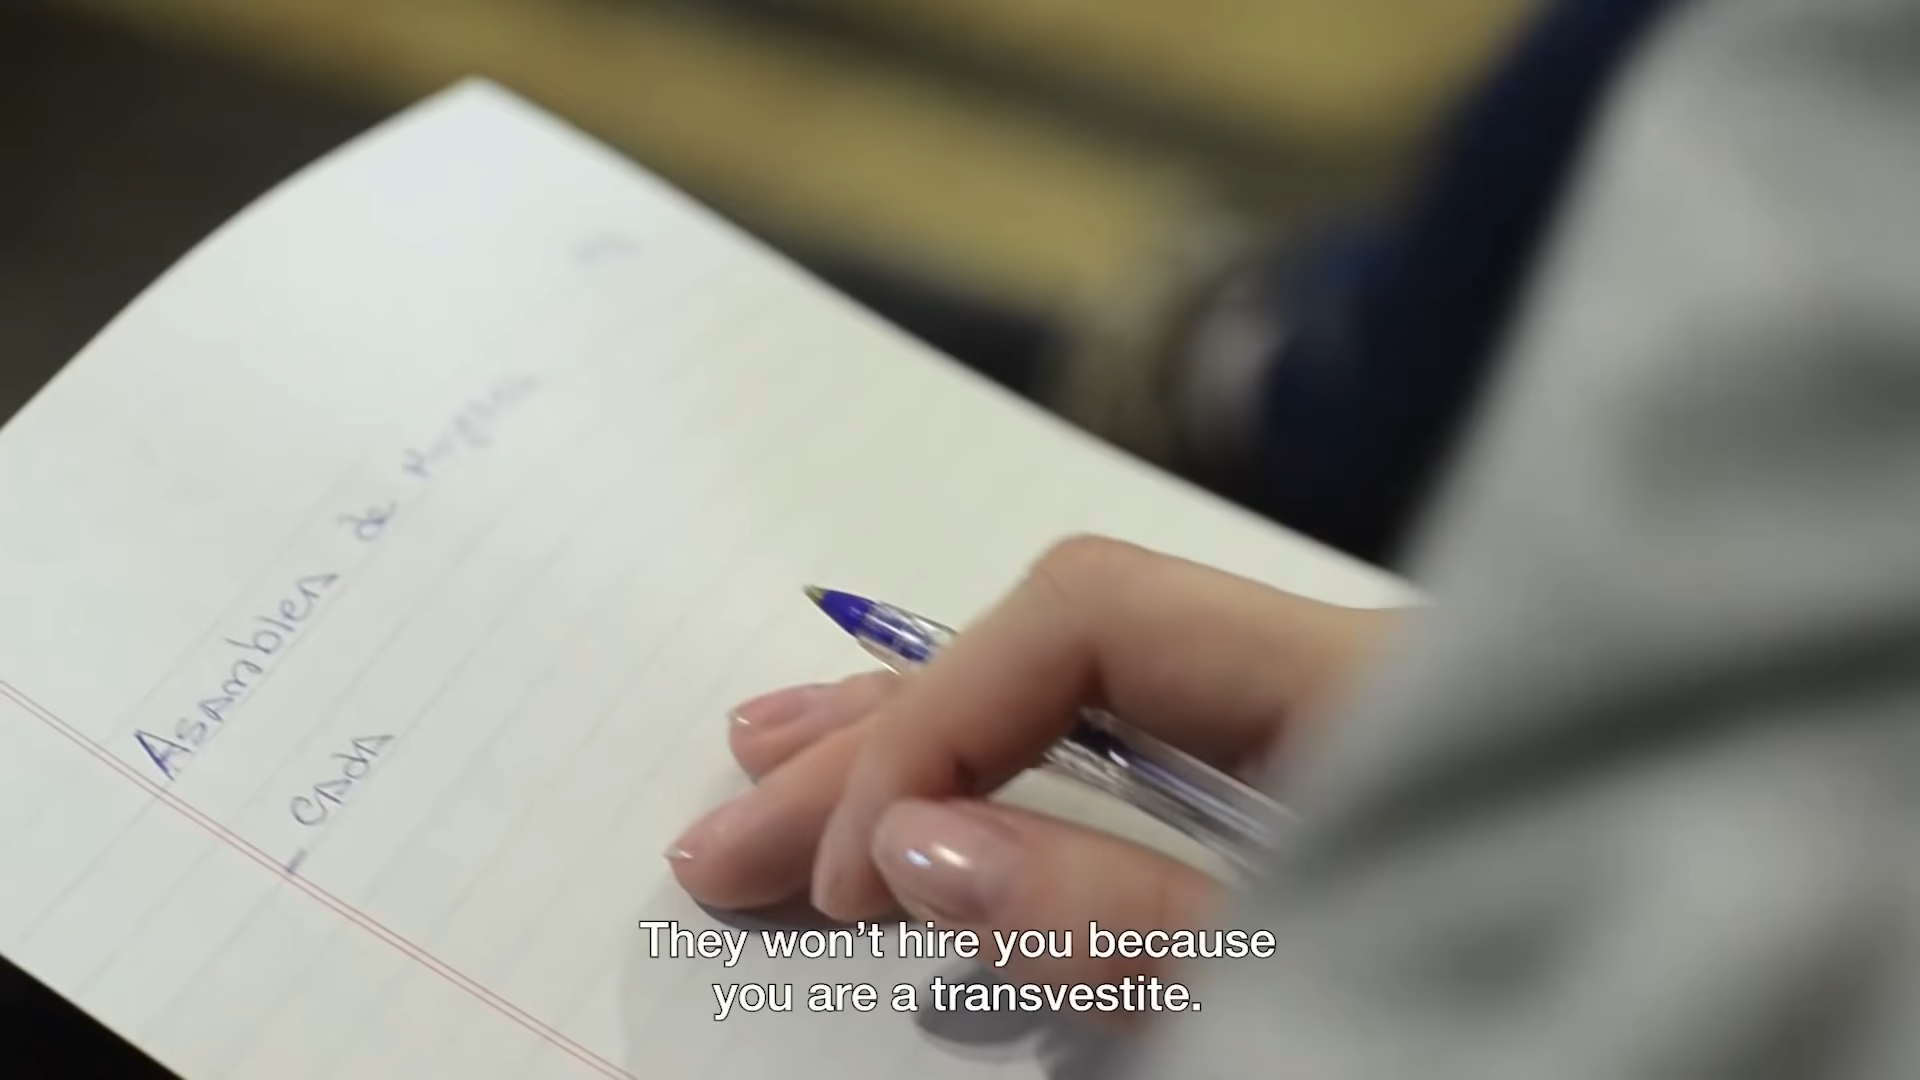 Asamblea de
- cada
They won't hire you because
you are a transvestite.